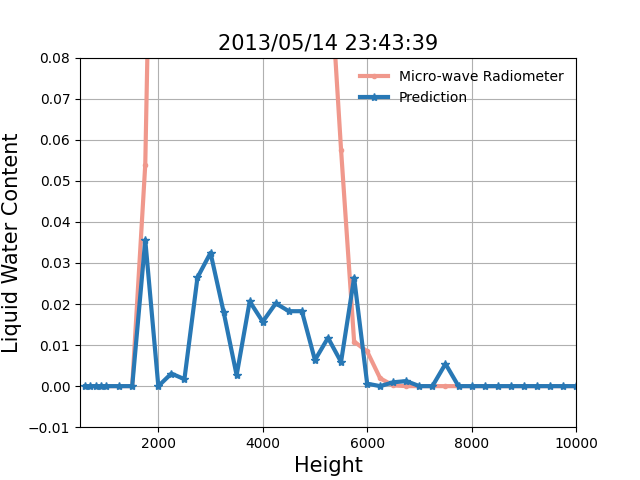 2013/05/14 23:43:39
Micro-wave Radiometer
Prediction
Liquid Water Content
0.08
0.07
0.06
0.05
0.04
0.03
0.02
0.01
0.00
−0.01
2000 4000 6000 8000 10000
Height